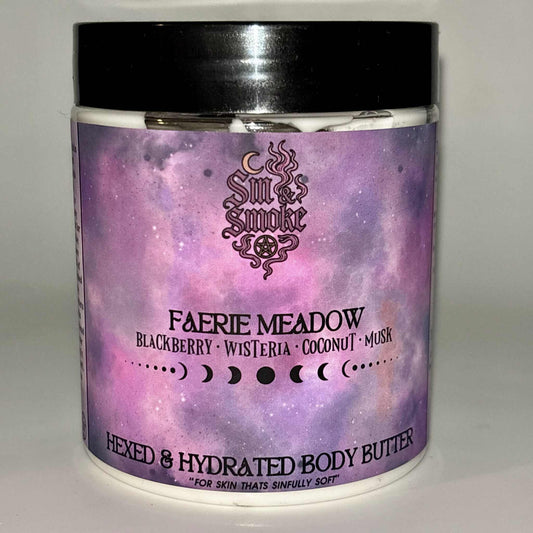 Sin &
Smoke
FAERIE MEADOW
BLACKBERRY · WISTERIA · COCONUT · MUSK
HEXED & HYDRATED BODY BUTTER
"FOR SKIN THATS SINFULLY SOFT"